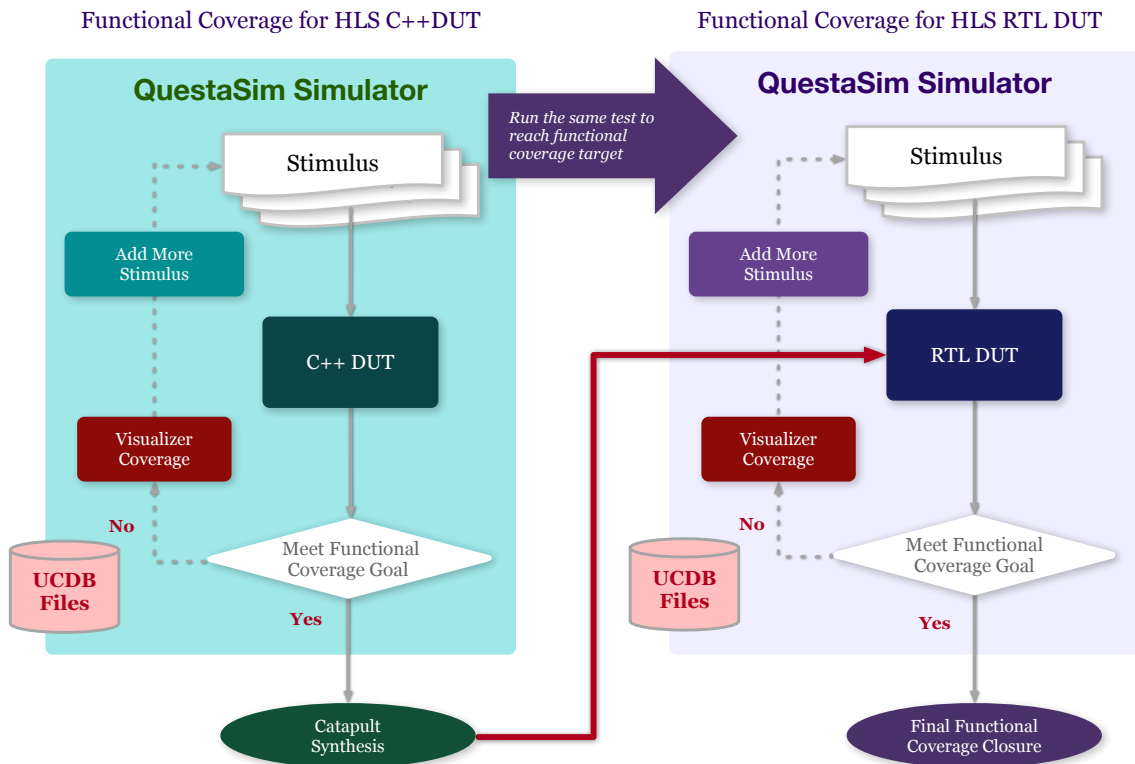 Functional Coverage for HLS C++DUT
QuestaSim Simulator
Stimulus
Add More
Stimulus
C++ DUT
Visualizer
Coverage
No
Meet Functional
Coverage Goal
UCDB
Files
Yes
Catapult
Synthesis
Run the same test to
reach functional
coverage target
Functional Coverage for HLS RTL DUT
QuestaSim Simulator
Stimulus
Add More
Stimulus
RTL DUT
Visualizer
Coverage
No
Meet Functional
Coverage Goal
UCDB
Files
Yes
Final Functional
Coverage Closure